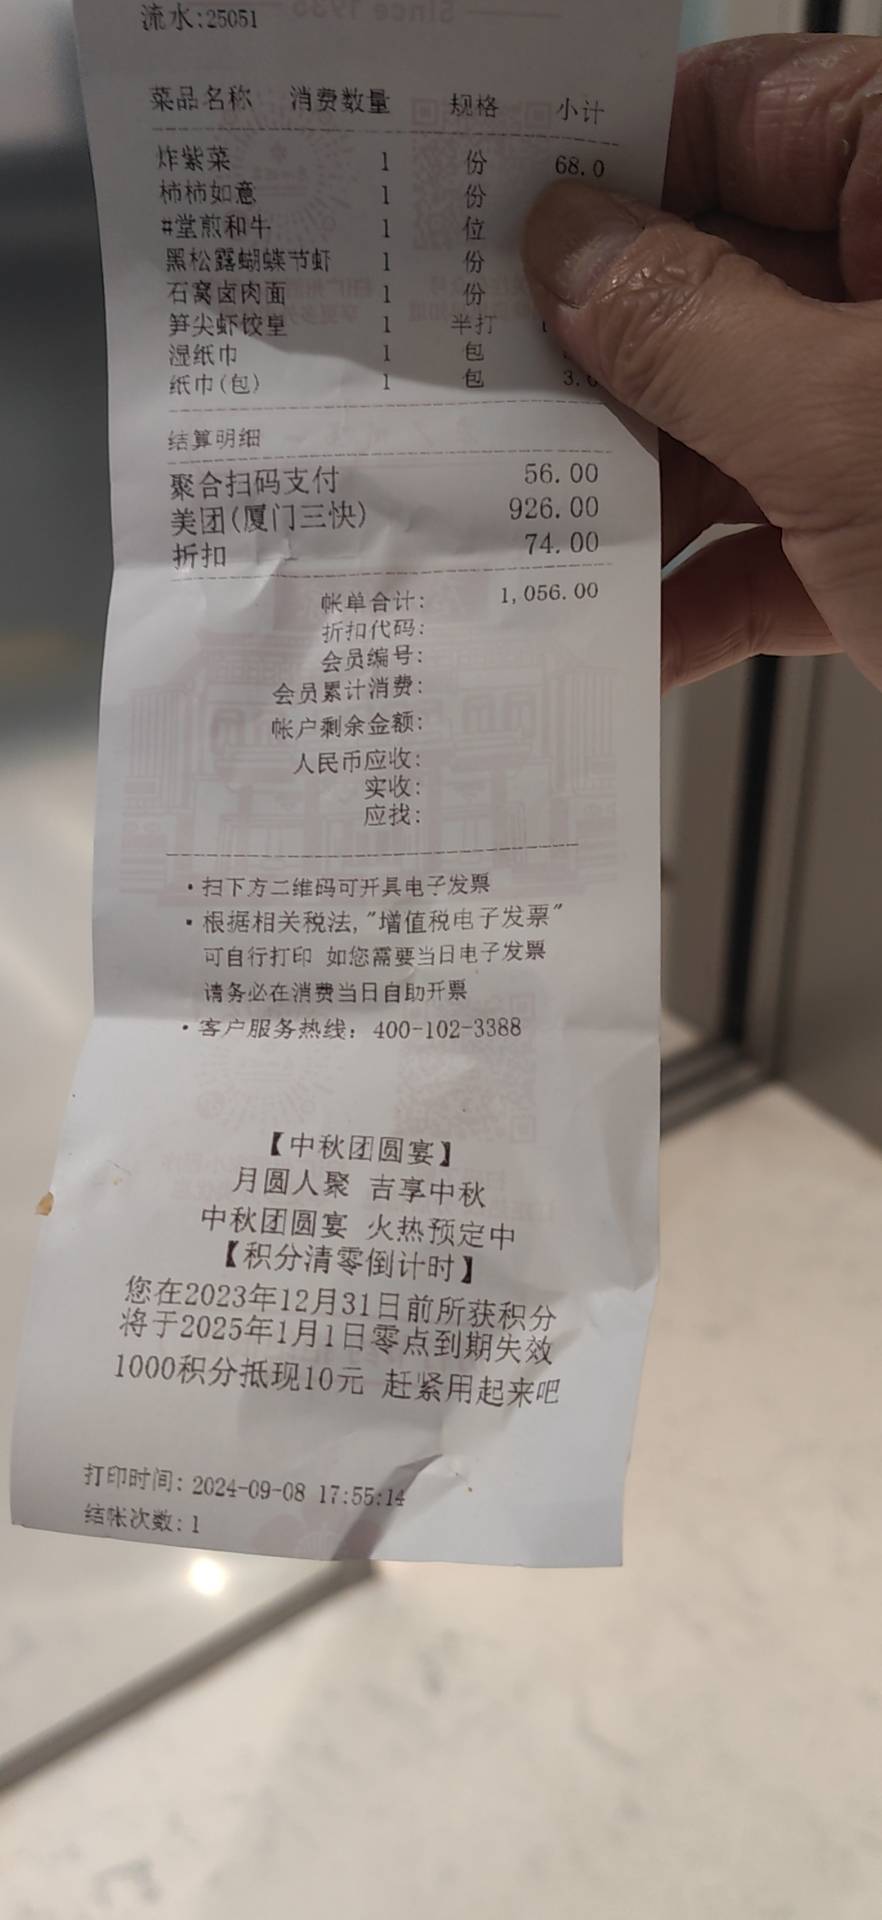 流水:25051
菜品名称 消费数量 规格 小计
炸紫菜 1 份 68.0
柿柿如意 1 份
#堂煎和牛 1 位
黑松露蝴蝶节虾 1 份
石窝卤肉面 1 份
笋尖虾饺皇 1 半打
湿纸巾 1 包
纸巾(包) 1 包 3.0
结算明细
聚合扫码支付 56.00
美团(厦门三快) 926.00
折扣 74.00
帐单合计: 1,056.00
折扣代码:
会员编号:
会员累计消费:
帐户剩余金额:
人民币应收:
实收:
应找:
·扫下方二维码可开具电子发票
·根据相关税法,"增值税电子发票"
可自行打印 如您需要当日电子发票
请务必在消费当日自助开票
·客户服务热线: 400-102-3388
【中秋团圆宴】
月圆人聚 吉享中秋
中秋团圆宴 火热预定中
【积分清零倒计时】
您在2023年12月31日前所获积分
将于2025年1月1日零点到期失效
1000积分抵现10元 赶紧用起来吧
打印时间: 2024-09-08 17:55:14
结帐次数: 1